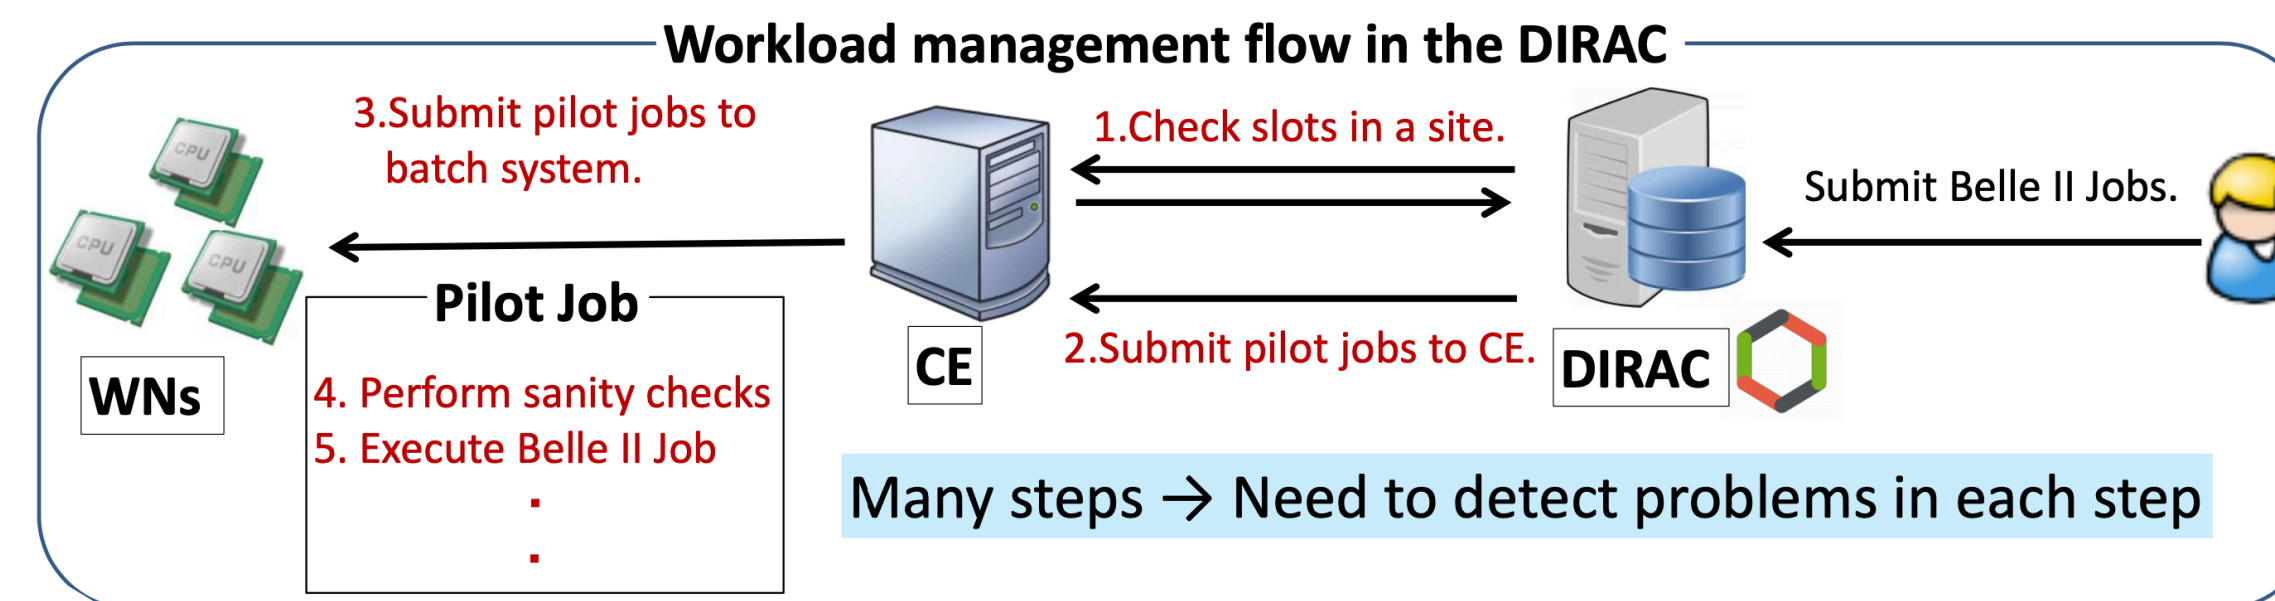 Workload management flow in the DIRAC
3.Submit pilot jobs to
batch system.
1.Check slots in a site.
Submit Belle II Jobs.
CPU
CPU
CPU
Pilot Job
4. Perform sanity checks
5. Execute Belle II Job
.
.
WNs
CE
2.Submit pilot jobs to CE.
DIRAC
Many steps → Need to detect problems in each step